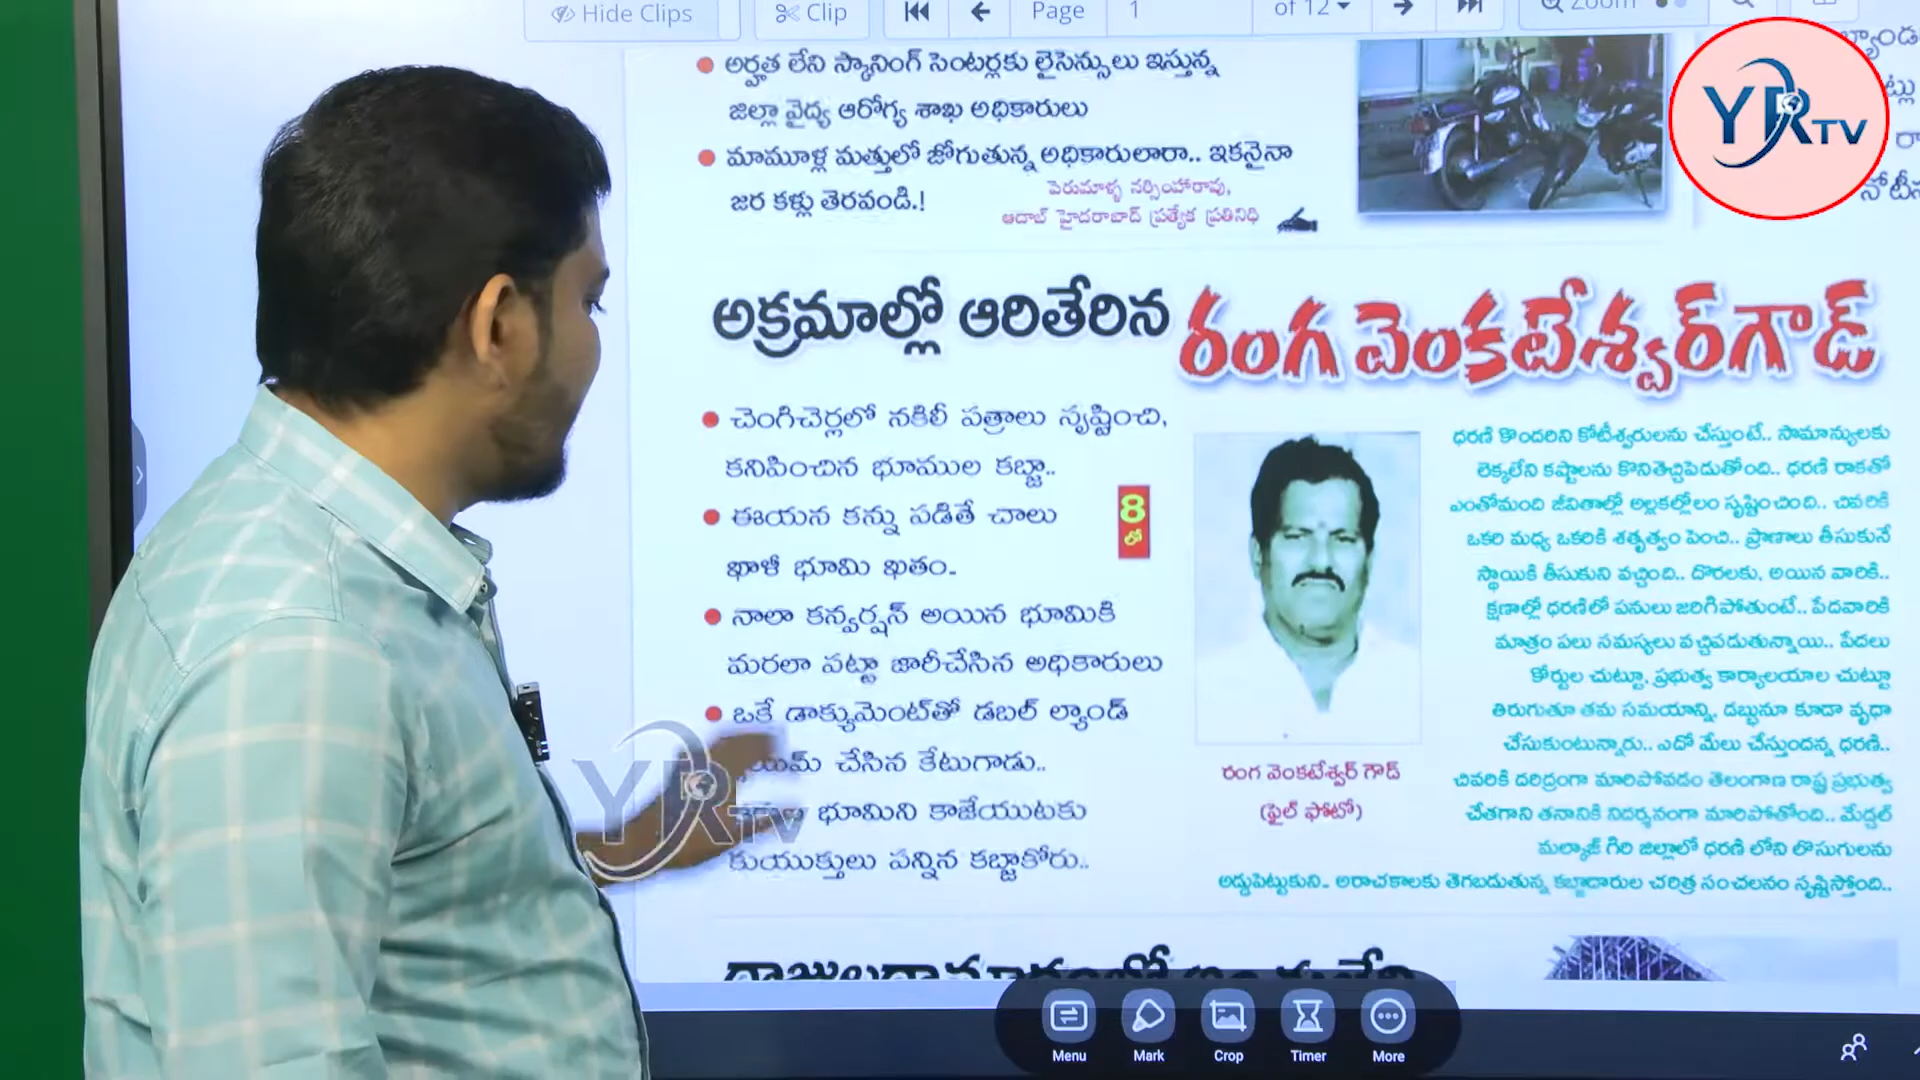 Hide Clips
Clip
Page
1
of 12
Zoom
YR TV
అర్హత లేని స్కానింగ్ సెంటర్లకు లైసెన్సులు ఇస్తున్న
జిల్లా వైద్య ఆరోగ్య శాఖ అధికారులు
మామూళ్ల మత్తులో జోగుతున్న అధికారులారా.. ఇకనైనా
జర కళ్లు తెరవండి.!
పెరుమాళ్ళ నర్సింహారావు,
ఆదాబ్ హైదరాబాద్ ప్రత్యేక ప్రతినిధి
అక్రమాల్లో ఆరితేరిన రంగ వెంకటేశ్వర్‌గౌడ్
చెంగిచెర్లలో నకిలీ పత్రాలు సృష్టించి,
కనిపించిన భూముల కబ్జా..
ఈయన కన్ను పడితే చాలు
ఖాళీ భూమి ఖతం..
నాలా కన్వర్షన్ అయిన భూమికి
మరలా పట్టా జారీచేసిన అధికారులు
ఒకే డాక్యుమెంట్‌తో డబల్ ల్యాండ్
చేసిన కేటుగాడు..
భూమిని కాజేయుటకు
కుయుక్తులు పన్నిన కబ్జాకోరు..
8
లో
రంగ వెంకటేశ్వర్ గౌడ్
(ఫైల్ ఫోటో)
ధరణి కొందరిని కోటీశ్వరులను చేస్తుంటే.. సామాన్యులకు
లెక్కలేని కష్టాలను కొనితెచ్చిపెడుతోంది.. ధరణి రాకతో
ఎంతోమంది జీవితాల్లో అల్లకల్లోలం సృష్టించింది.. చివరికి
ఒకరి మధ్య ఒకరికి శతృత్వం పెంచి.. ప్రాణాలు తీసుకునే
స్థాయికి తీసుకుని వచ్చింది.. దొరలకు, అయిన వారికి..
క్షణాల్లో ధరణిలో పనులు జరిగిపోతుంటే.. పేదవారికి
మాత్రం పలు సమస్యలు వచ్చిపడుతున్నాయి.. పేదలు
కోర్టుల చుట్టూ, ప్రభుత్వ కార్యాలయాల చుట్టూ
తిరుగుతూ తమ సమయాన్ని, డబ్బునూ కూడా వృధా
చేసుకుంటున్నారు.. ఎదో మేలు చేస్తుందన్న ధరణి..
చివరికి దరిద్రంగా మారిపోవడం తెలంగాణ రాష్ట్ర ప్రభుత్వ
చేతగాని తనానికి నిదర్శనంగా మారిపోతోంది.. మేడ్చల్
మల్కాజ్ గిరి జిల్లాలో ధరణి లోని లొసుగులను
అడ్డుపెట్టుకుని.. అరాచకాలకు తెగబడుతున్న కబ్జాదారుల చరిత్ర సంచలనం సృష్టిస్తోంది..
YR TV
Menu
Mark
Crop
Timer
More